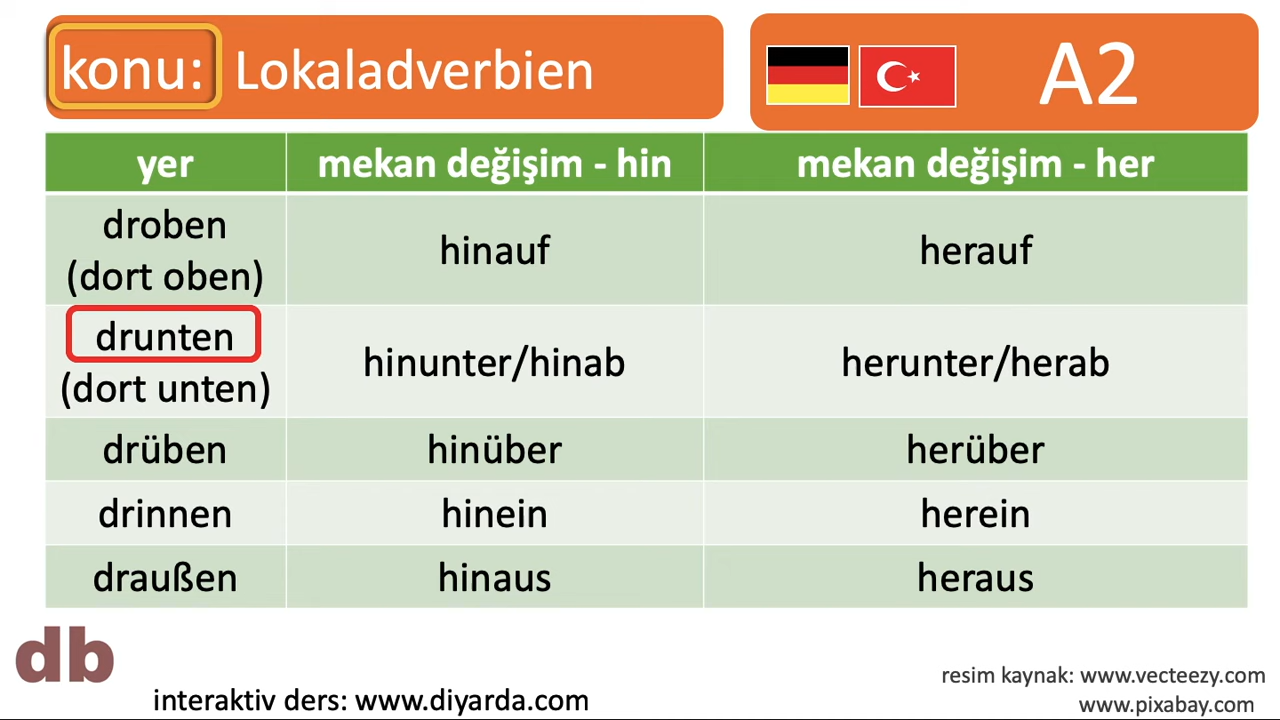 konu: Lokaladverbien
A2
yer mekan değişim - hin mekan değişim - her
droben
(dort oben)
hinauf herauf
drunten
(dort unten)
hinunter/hinab herunter/herab
drüben hinüber herüber
drinnen hinein herein
draußen hinaus heraus
db
interaktiv ders: www.diyarda.com
resim kaynak: www.vecteezy.com
www.pixabay.com